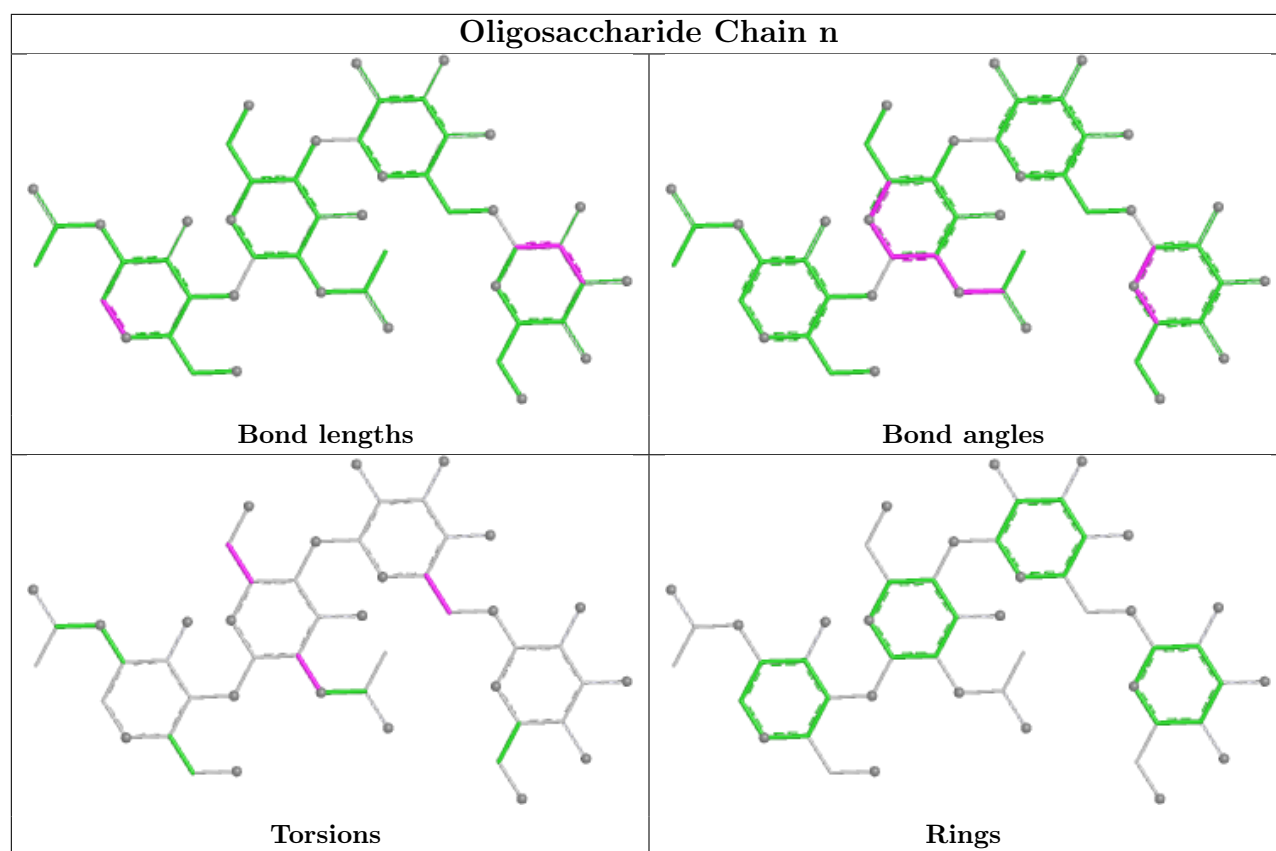 Oligosaccharide Chain n
Bond lengths
Bond angles
Torsions
Rings